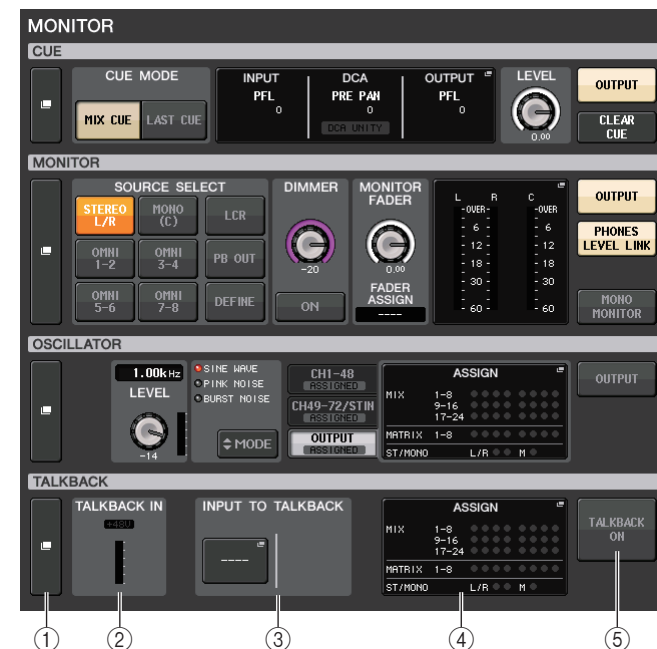 MONITOR
CUE
CUE MODE
MIX CUE
LAST CUE
INPUT
PFL
0
DCA
PRE PAN
0
DCA UNITY
OUTPUT
PFL
0
LEVEL
0.00
OUTPUT
CLEAR
CUE
MONITOR
SOURCE SELECT
STEREO
L/R
MONO
(C)
LCR
OMNI
1-2
OMNI
3-4
PB OUT
OMNI
5-6
OMNI
7-8
DEFINE
DIMMER
-20
ON
MONITOR
FADER
0.00
FADER
ASSIGN
----
L R C
-OVER- -OVER
- 6 - - 6
- 12 - - 12
- 18 - - 18
- 30 - - 30
- 60 - - 60
OUTPUT
PHONES
LEVEL LINK
MONO
MONITOR
OSCILLATOR
1.00k Hz
LEVEL
-14
SINE WAVE
PINK NOISE
BURST NOISE
MODE
CH1-48
ASSIGNED
CH49-72/STIN
ASSIGNED
OUTPUT
ASSIGNED
ASSIGN
MIX 1-8
9-16
17-24
MATRIX 1-8
ST/MONO L/R M
OUTPUT
TALKBACK
TALKBACK IN
+48V
INPUT TO TALKBACK
----
ASSIGN
MIX 1-8
9-16
17-24
MATRIX 1-8
ST/MONO L/R M
TALKBACK
ON
① ② ③ ④ ⑤